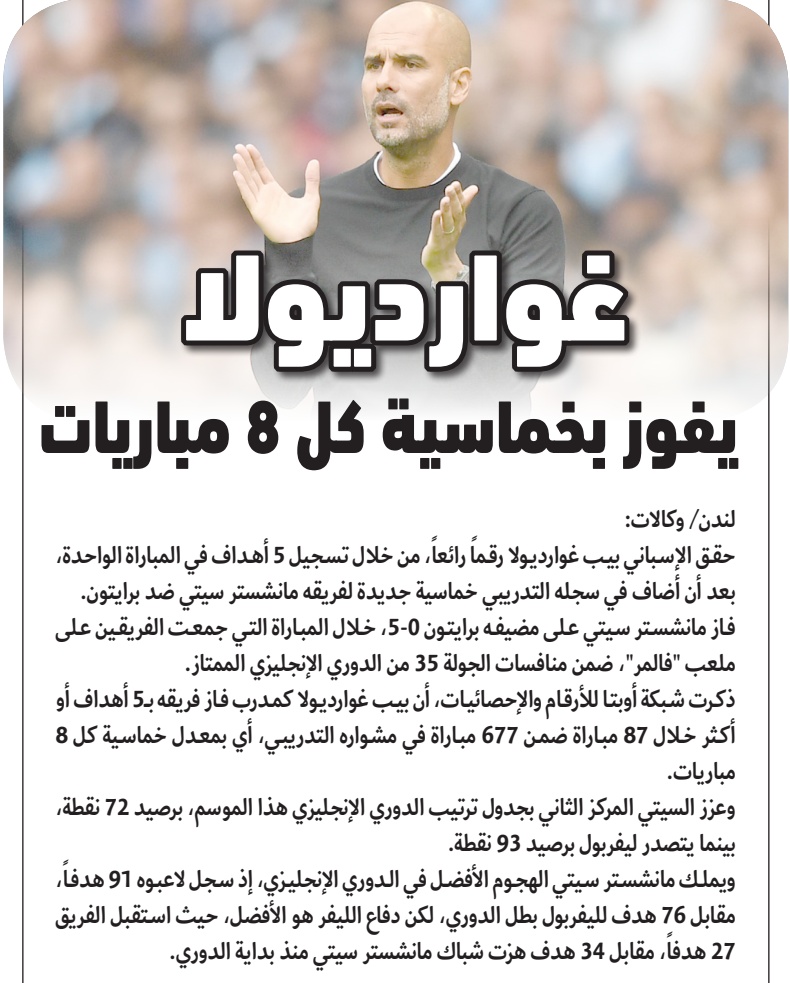 غوارديولا
يفوز بخماسية كل 8 مباريات
لندن/ وكالات:
حقق الإسباني بيب غوارديولا رقماً رائعاً، من خلال تسجيل 5 أهداف في المباراة الواحدة،
بعد أن أضاف في سجله التدريبي خماسية جديدة لفريقه مانشستر سيتي ضد برايتون.
فاز مانشستر سيتي على مضيفه برايتون 0-5، خلال المباراة التي جمعت الفريقين على
ملعب "فالمر"، ضمن منافسات الجولة 35 من الدوري الإنجليزي الممتاز.
ذكرت شبكة أوبتا للأرقام والإحصائيات، أن بيب غوارديولا كمدرب فاز فريقه بـ5 أهداف أو
أكثر خلال 87 مباراة ضمن 677 مباراة في مشواره التدريبي، أي بمعدل خماسية كل 8
مباريات.
وعزز السيتي المركز الثاني بجدول ترتيب الدوري الإنجليزي هذا الموسم، برصيد 72 نقطة،
بينما يتصدر ليفربول برصيد 93 نقطة.
ويملك مانشستر سيتي الهجوم الأفضل في الدوري الإنجليزي، إذ سجل لاعبوه 91 هدفاً،
مقابل 76 هدف لليفربول بطل الدوري، لكن دفاع الليفر هو الأفضل، حيث استقبل الفريق
27 هدفاً، مقابل 34 هدف هزت شباك مانشستر سيتي منذ بداية الدوري.